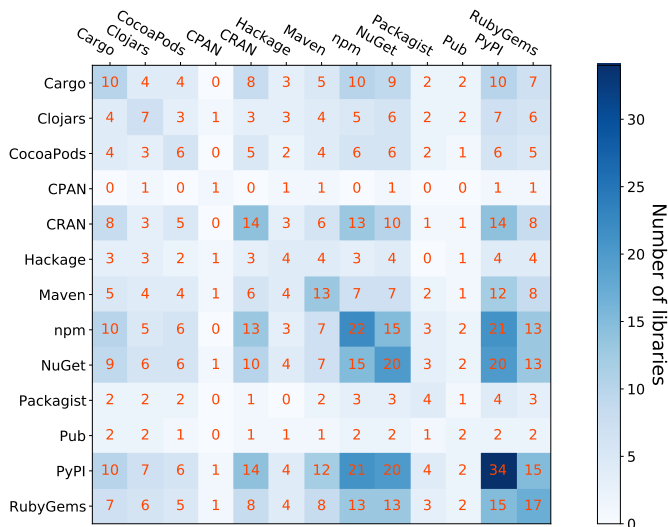 Cargo Clojars CocoaPods CPAN CRAN Hackage Maven npm NuGet Packagist Pub PyPI RubyGems
Cargo 10 4 4 0 8 3 5 10 9 2 2 10 7
Clojars 4 7 3 1 3 3 4 5 6 2 2 7 6
CocoaPods 4 3 6 0 5 2 4 6 6 2 1 6 5
CPAN 0 1 0 1 0 1 1 0 1 0 0 1 1
CRAN 8 3 5 0 14 3 6 13 10 1 1 14 8
Hackage 3 3 2 1 3 4 4 3 4 0 1 4 4
Maven 5 4 4 1 6 4 13 7 7 2 1 12 8
npm 10 5 6 0 13 3 7 22 15 3 2 21 13
NuGet 9 6 6 1 10 4 7 15 20 3 2 20 13
Packagist 2 2 2 0 1 0 2 3 3 4 1 4 3
Pub 2 2 1 0 1 1 1 2 2 1 2 2 2
PyPI 10 7 6 1 14 4 12 21 20 4 2 34 15
RubyGems 7 6 5 1 8 4 8 13 13 3 2 15 17
30
25
20
15
10
5
0
Number of libraries